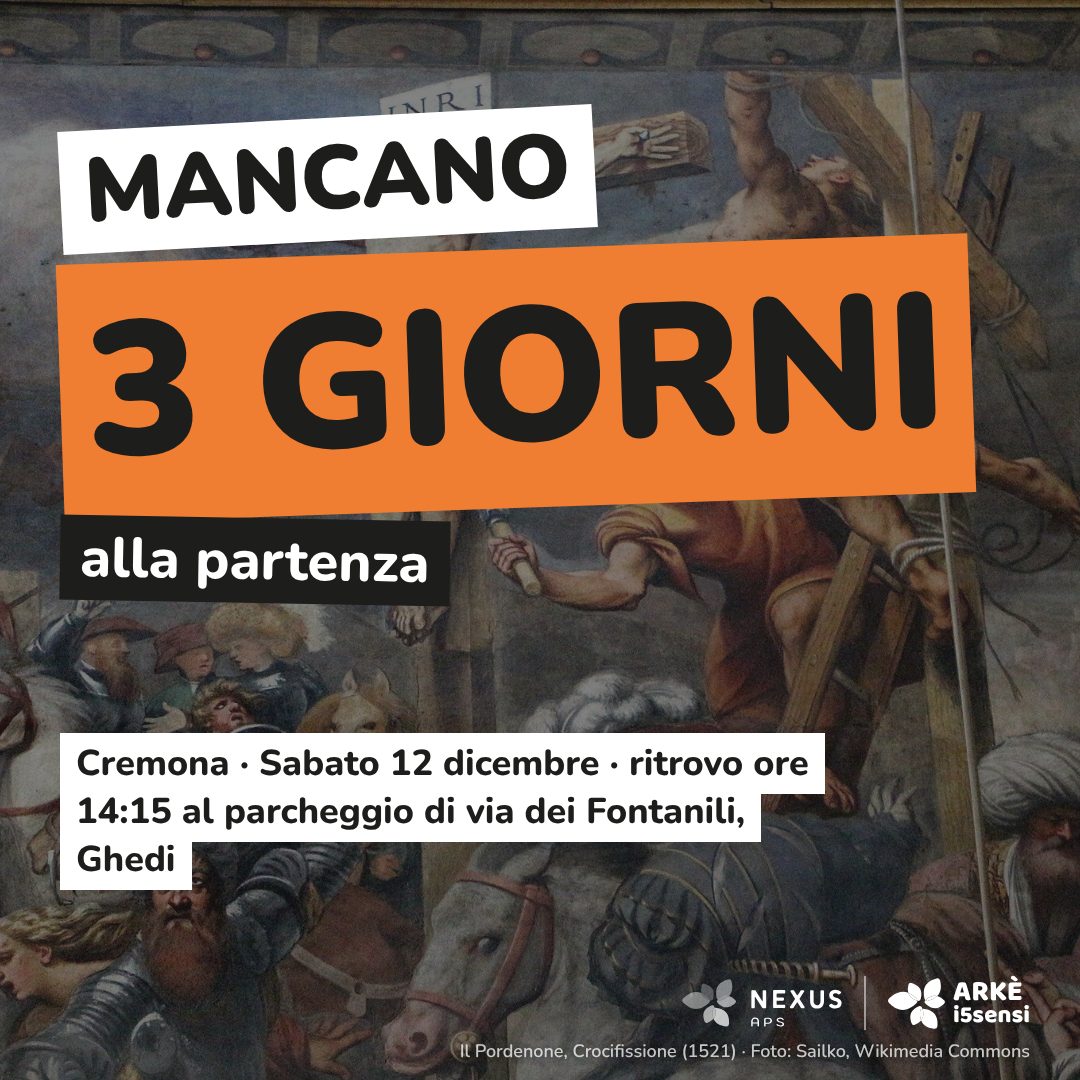 INRI
MANCANO
3 GIORNI
alla partenza
Cremona · Sabato 12 dicembre · ritrovo ore
14:15 al parcheggio di via dei Fontanili,
Ghedi
NEXUS
APS
ARKÈ
i5sensi
Il Pordenone, Crocifissione (1521) · Foto: Sailko, Wikimedia Commons